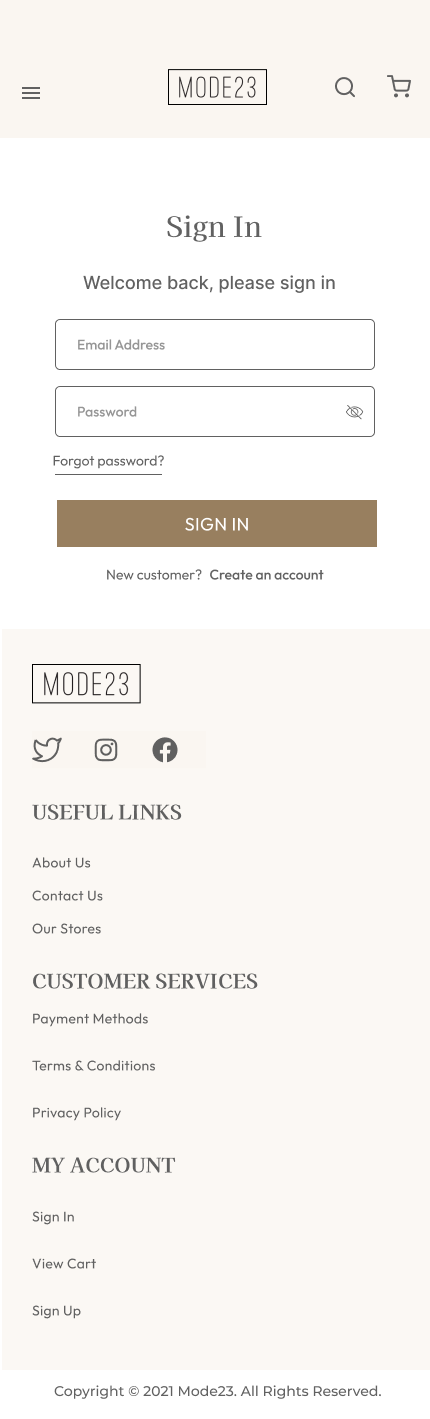 MODE23
Sign In
Welcome back, please sign in
Email Address
Password
Forgot password?
SIGN IN
New customer? Create an account
MODE23
USEFUL LINKS
About Us
Contact Us
Our Stores
CUSTOMER SERVICES
Payment Methods
Terms & Conditions
Privacy Policy
MY ACCOUNT
Sign In
View Cart
Sign Up
Copyright © 2021 Mode23. All Rights Reserved.